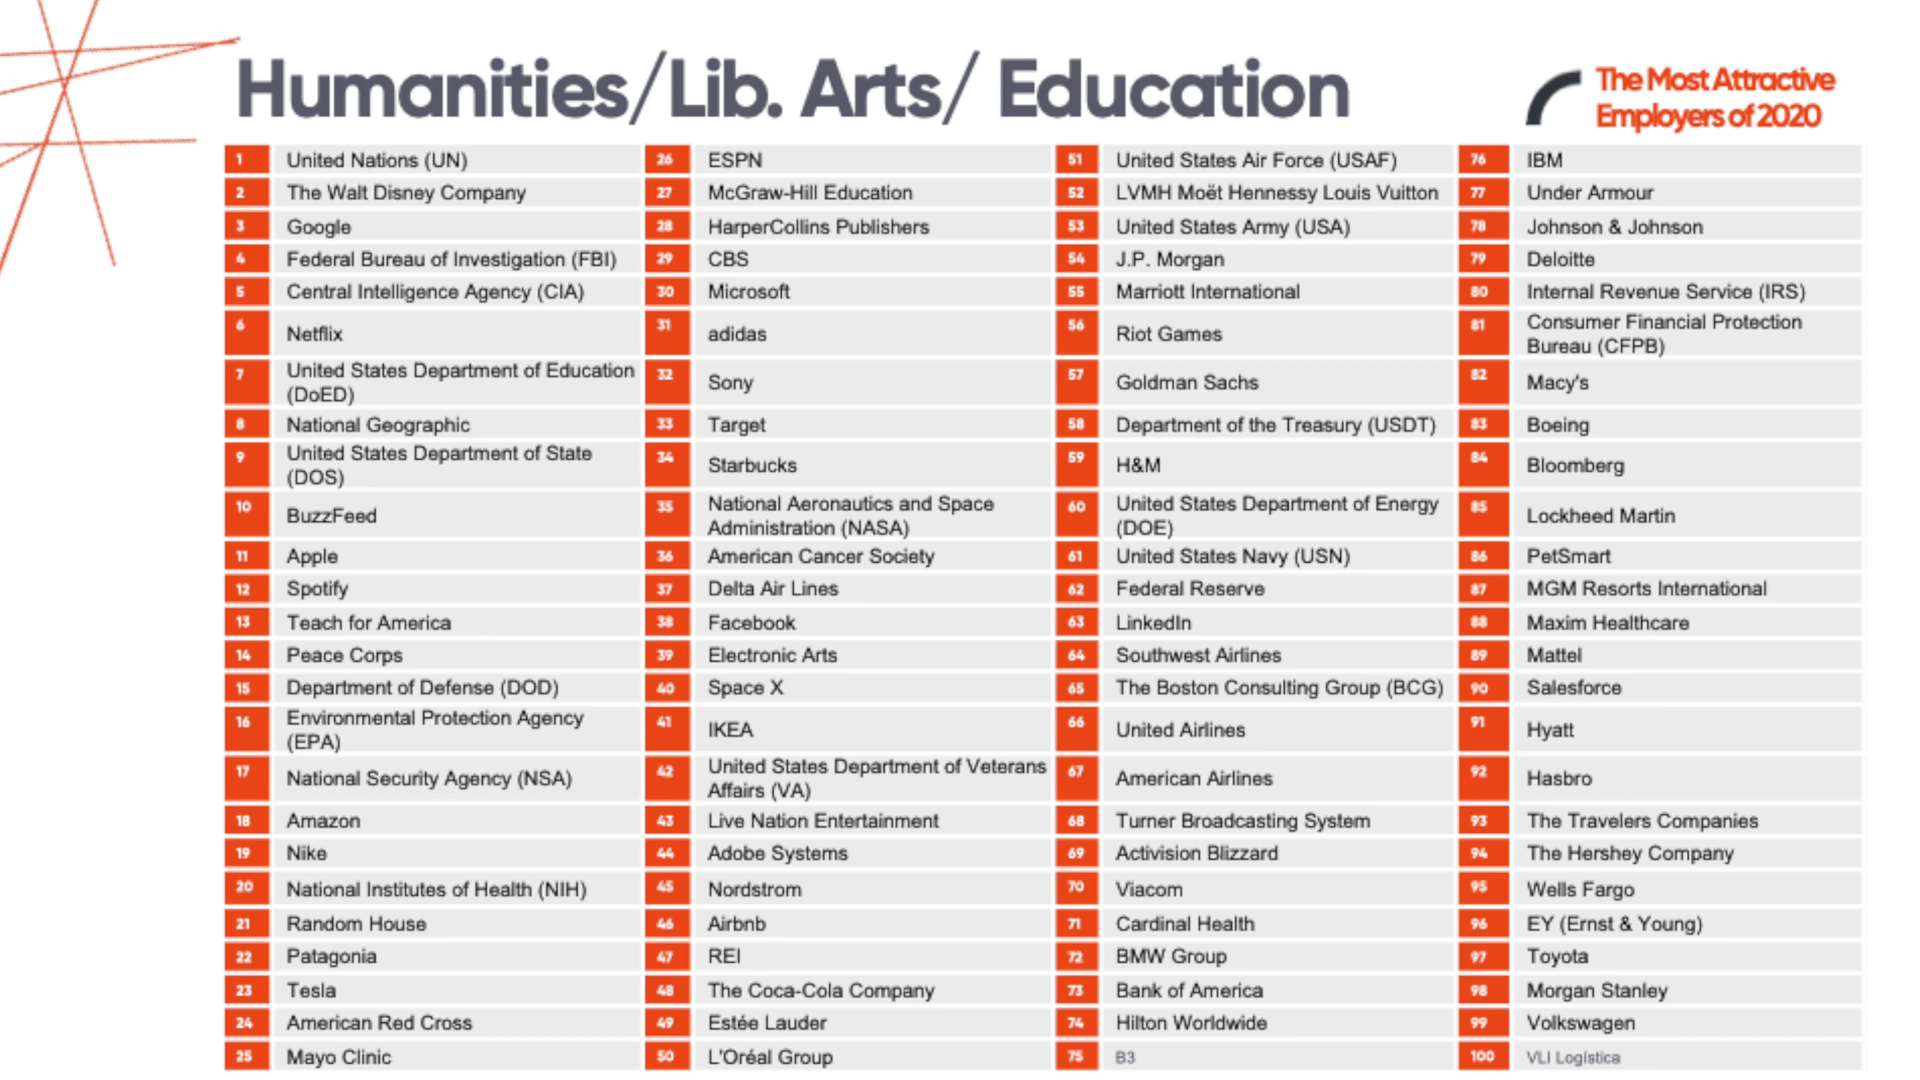 Humanities/Lib. Arts/ Education
The Most Attractive
Employers of 2020
1 United Nations (UN)
2 The Walt Disney Company
3 Google
4 Federal Bureau of Investigation (FBI)
5 Central Intelligence Agency (CIA)
6 Netflix
7 United States Department of Education
(DoED)
8 National Geographic
9 United States Department of State
(DOS)
10 BuzzFeed
11 Apple
12 Spotify
13 Teach for America
14 Peace Corps
15 Department of Defense (DOD)
16 Environmental Protection Agency
(EPA)
17 National Security Agency (NSA)
18 Amazon
19 Nike
20 National Institutes of Health (NIH)
21 Random House
22 Patagonia
23 Tesla
24 American Red Cross
25 Mayo Clinic
26 ESPN
27 McGraw-Hill Education
28 HarperCollins Publishers
29 CBS
30 Microsoft
31 adidas
32 Sony
33 Target
34 Starbucks
35 National Aeronautics and Space
Administration (NASA)
36 American Cancer Society
37 Delta Air Lines
38 Facebook
39 Electronic Arts
40 Space X
41 IKEA
42 United States Department of Veterans
Affairs (VA)
43 Live Nation Entertainment
44 Adobe Systems
45 Nordstrom
46 Airbnb
47 REI
48 The Coca-Cola Company
49 Estée Lauder
50 L'Oréal Group
51 United States Air Force (USAF)
52 LVMH Moët Hennessy Louis Vuitton
53 United States Army (USA)
54 J.P. Morgan
55 Marriott International
56 Riot Games
57 Goldman Sachs
58 Department of the Treasury (USDT)
59 H&M
60 United States Department of Energy
(DOE)
61 United States Navy (USN)
62 Federal Reserve
63 LinkedIn
64 Southwest Airlines
65 The Boston Consulting Group (BCG)
66 United Airlines
67 American Airlines
68 Turner Broadcasting System
69 Activision Blizzard
70 Viacom
71 Cardinal Health
72 BMW Group
73 Bank of America
74 Hilton Worldwide
75 B3
76 IBM
77 Under Armour
78 Johnson & Johnson
79 Deloitte
80 Internal Revenue Service (IRS)
81 Consumer Financial Protection
Bureau (CFPB)
82 Macy's
83 Boeing
84 Bloomberg
85 Lockheed Martin
86 PetSmart
87 MGM Resorts International
88 Maxim Healthcare
89 Mattel
90 Salesforce
91 Hyatt
92 Hasbro
93 The Travelers Companies
94 The Hershey Company
95 Wells Fargo
96 EY (Ernst & Young)
97 Toyota
98 Morgan Stanley
99 Volkswagen
100 VLI Logística